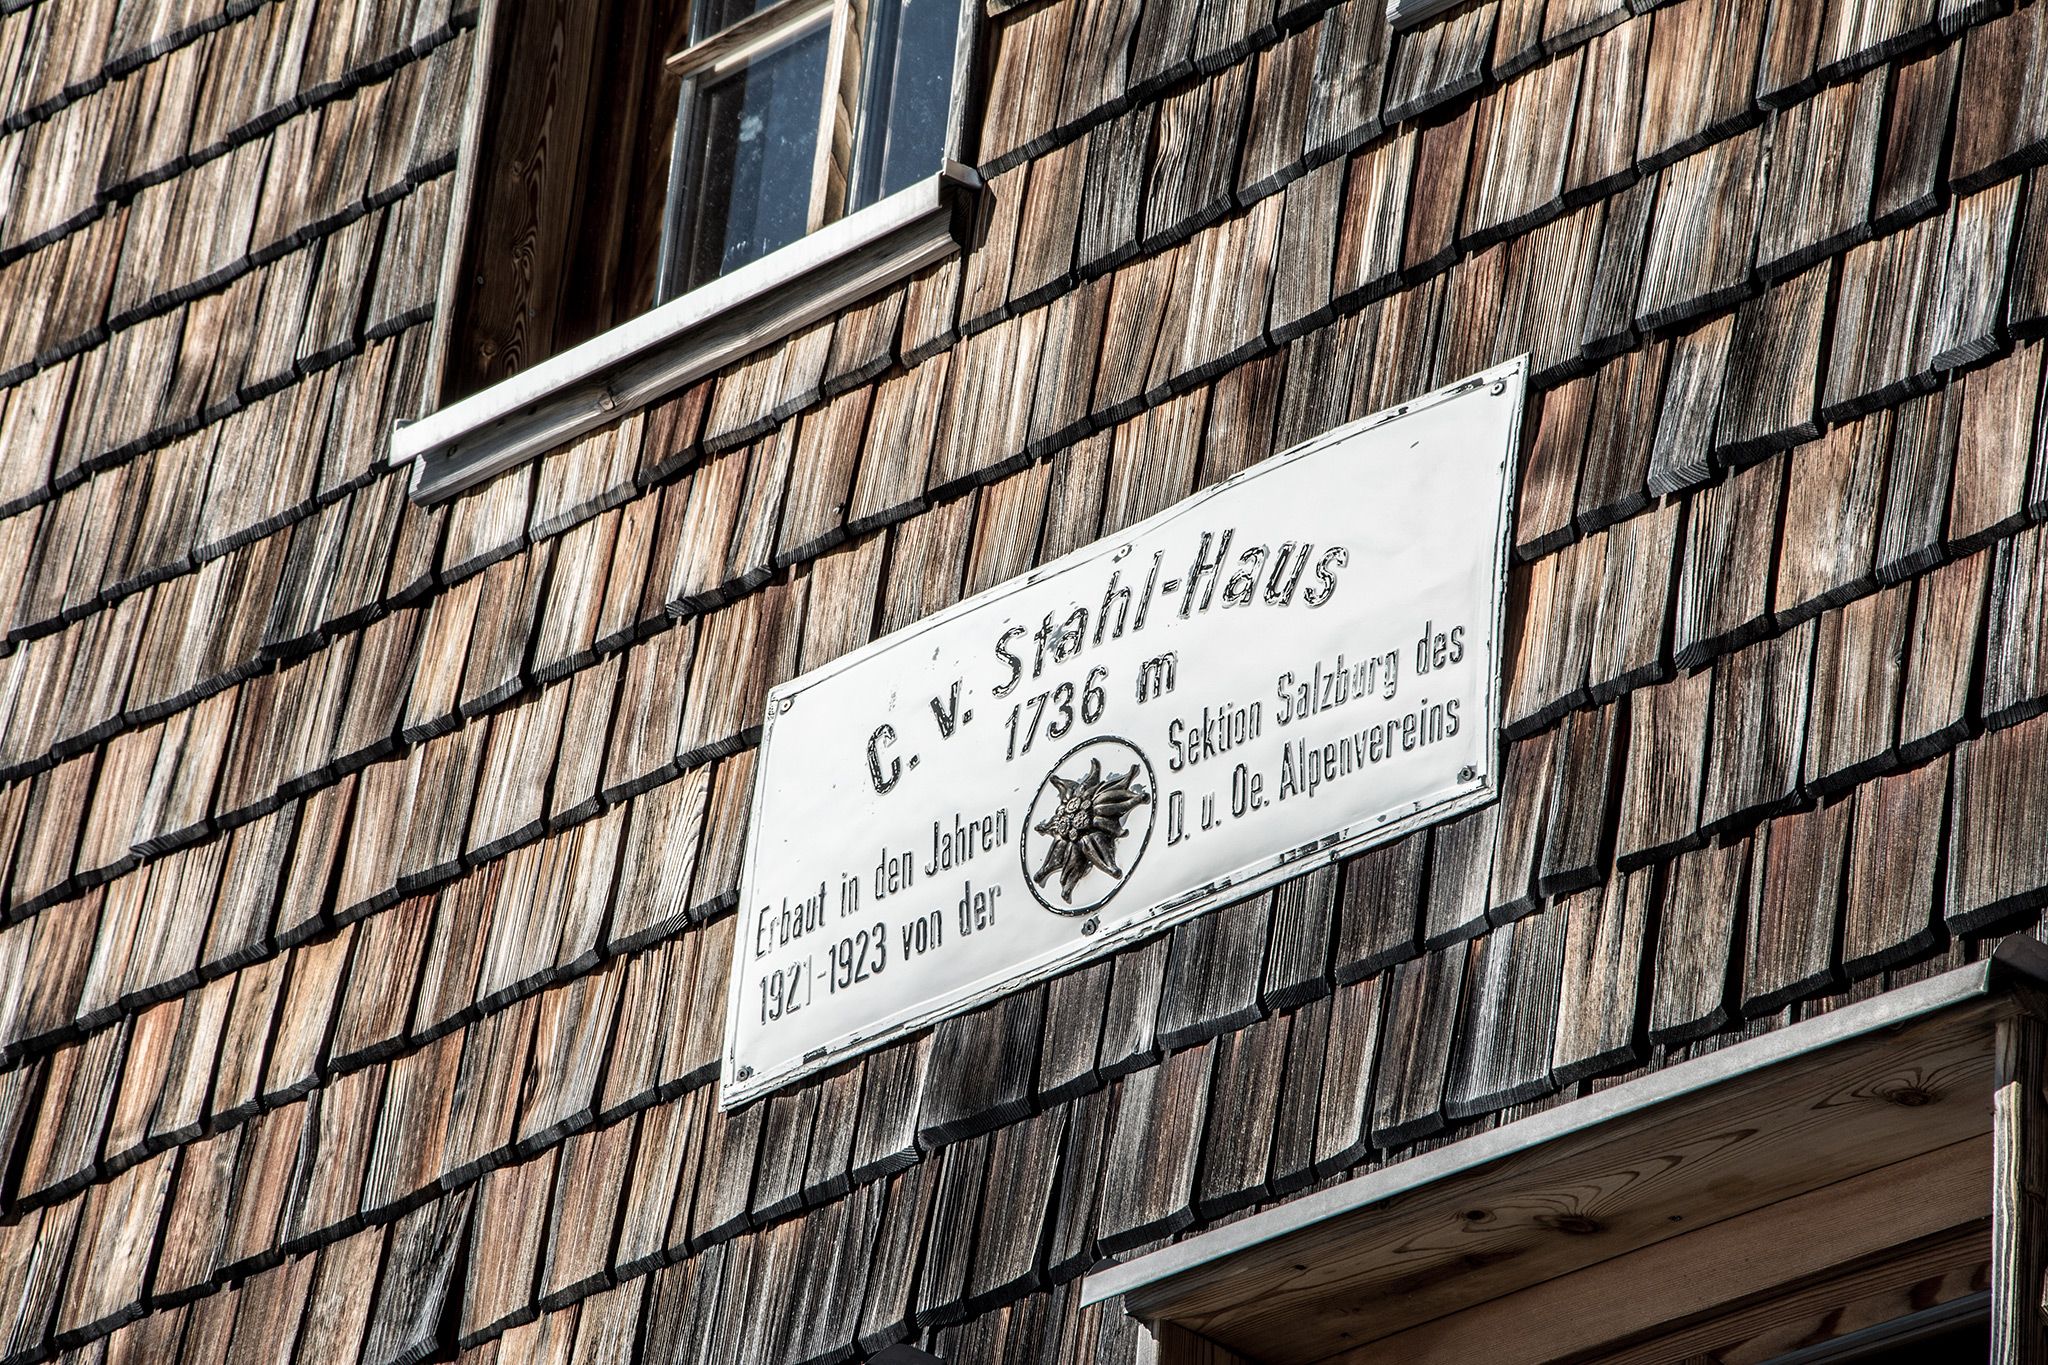 C. v. Stahl-Haus
1736 m
Erbaut in den Jahren
1921-1923 von der
Sektion Salzburg des
D. u. Oe. Alpenvereins